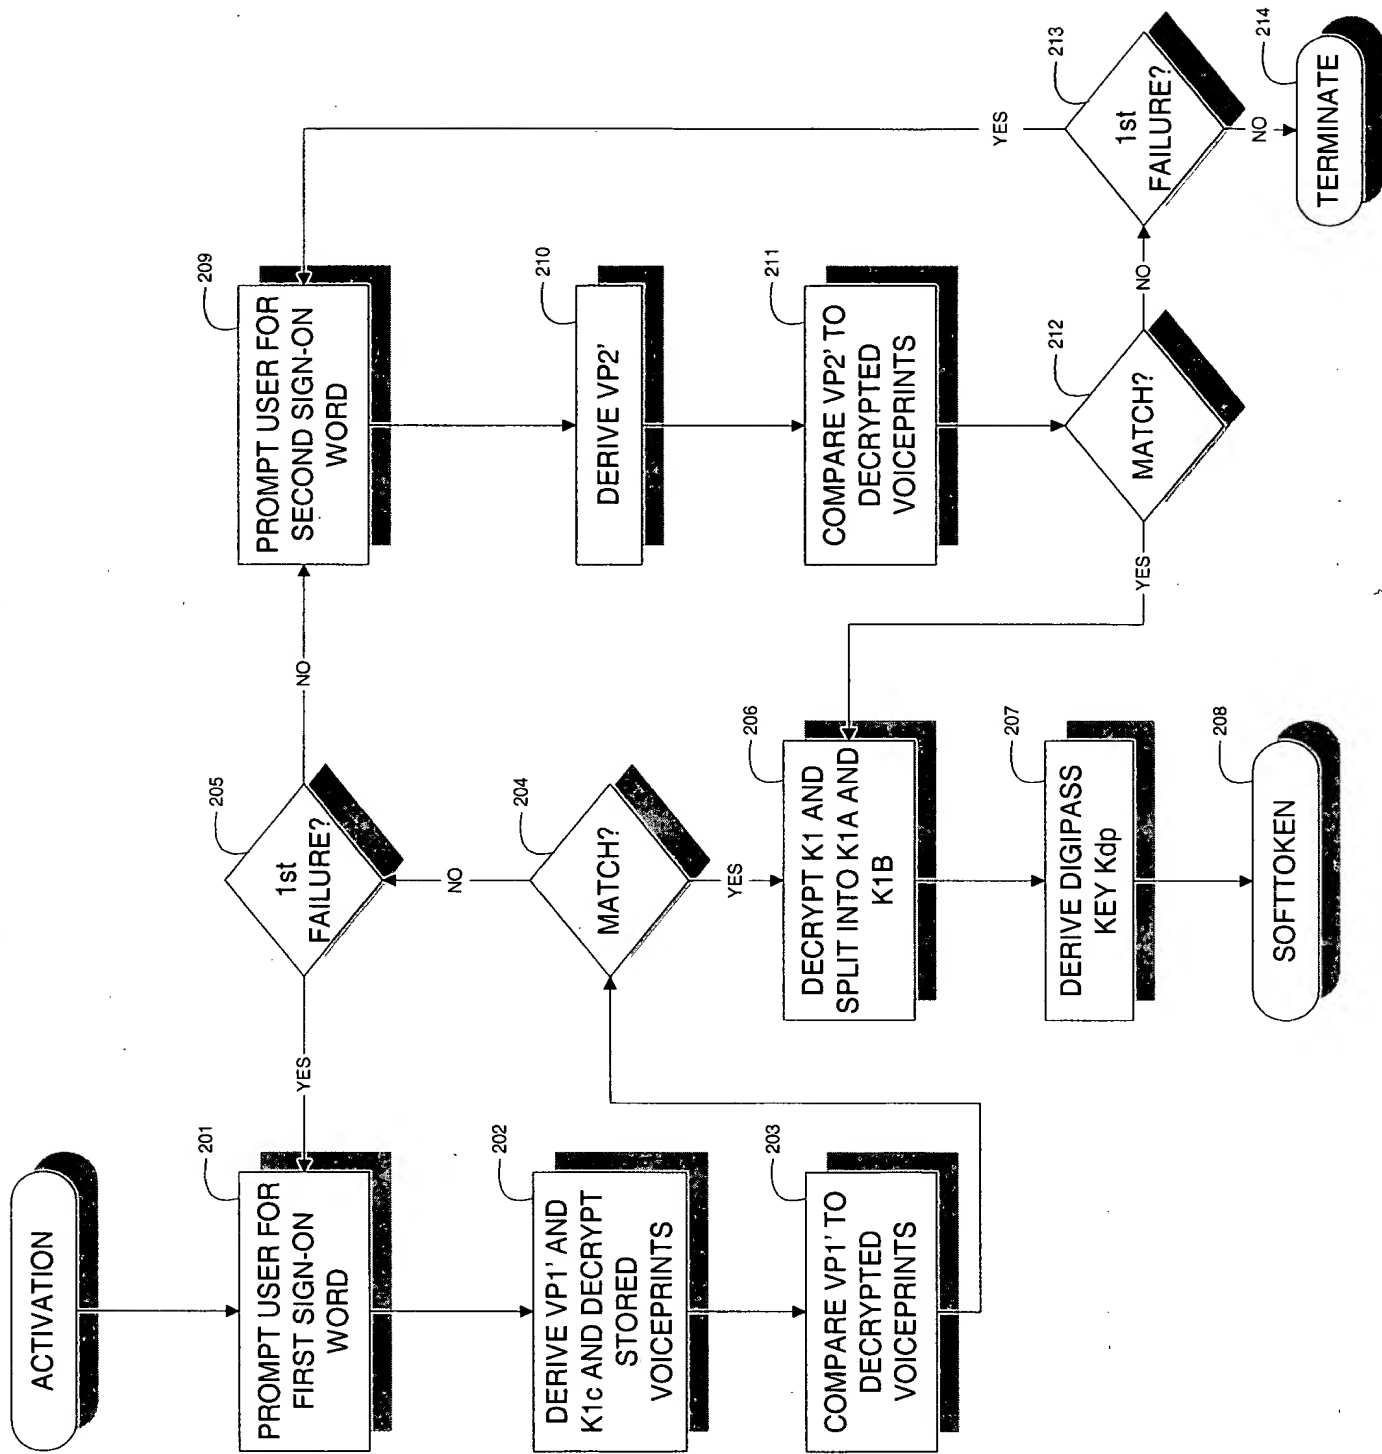 ACTIVATION
201
PROMPT USER FOR
FIRST SIGN-ON
WORD
202
DERIVE VP1' AND
K1c AND DECRYPT
STORED
VOICEPRINTS
203
COMPARE VP1' TO
DECRYPTED
VOICEPRINTS
YES
205
1st
FAILURE?
NO
NO
204
MATCH?
YES
206
DECRYPT K1 AND
SPLIT INTO K1A AND
K1B
207
DERIVE DIGIPASS
KEY Kdp
208
SOFTTOKEN
209
PROMPT USER FOR
SECOND SIGN-ON
WORD
210
DERIVE VP2'
211
COMPARE VP2' TO
DECRYPTED
VOICEPRINTS
212
MATCH?
YES
NO
213
1st
FAILURE?
YES
NO
214
TERMINATE